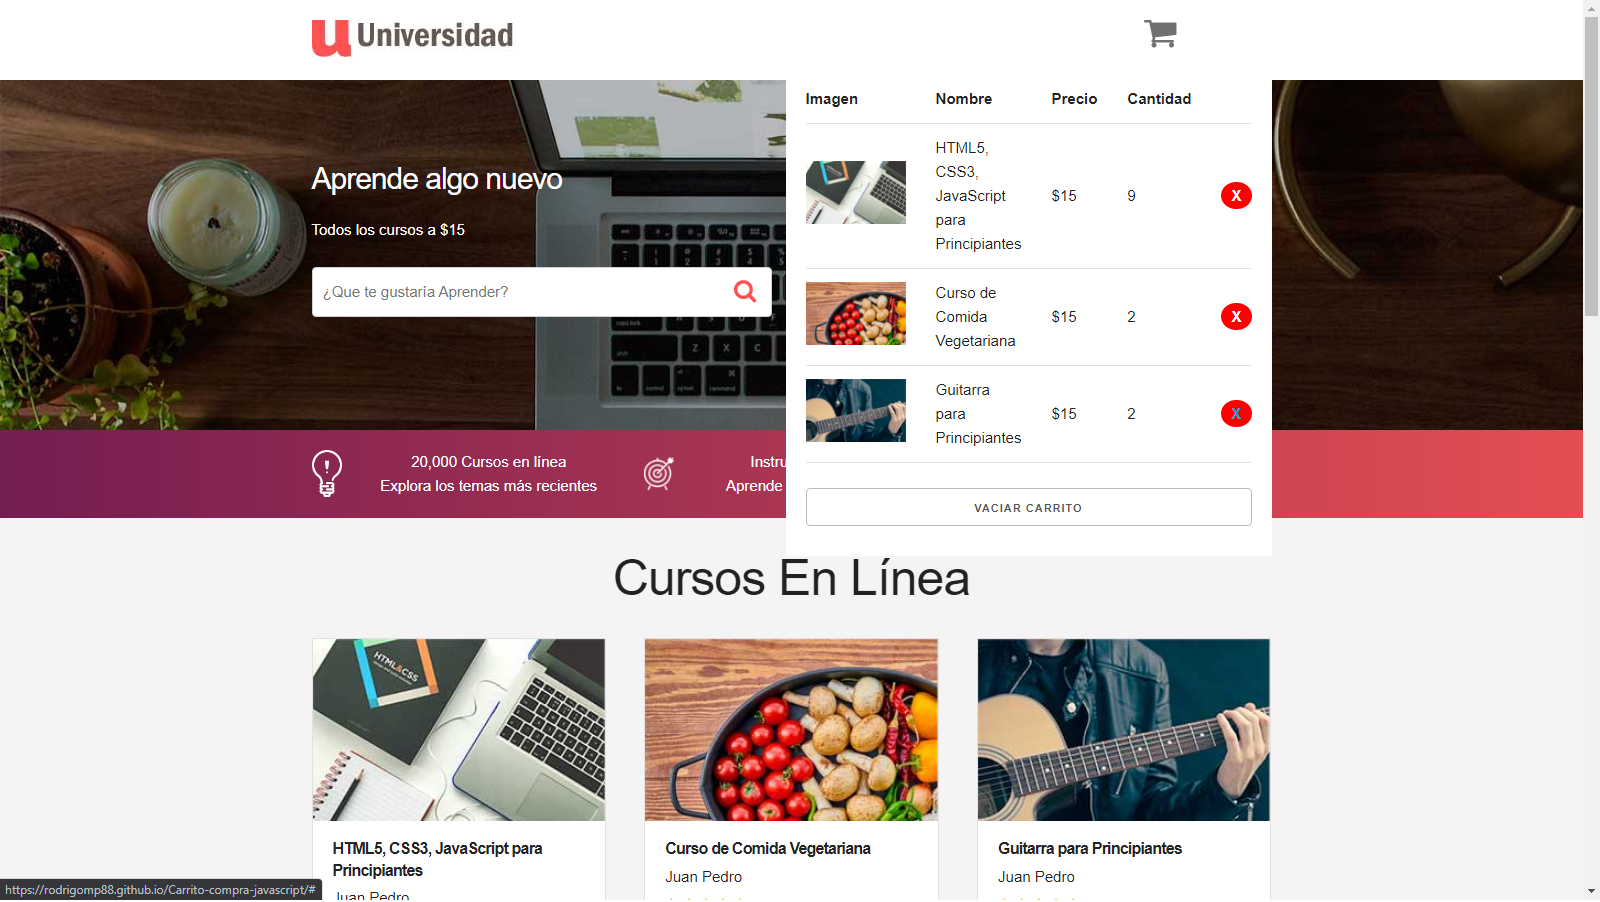 u Universidad
Imagen Nombre Precio Cantidad
HTML5,
CSS3,
JavaScript
para
Principiantes
$15 9 X
Curso de
Comida
Vegetariana
$15 2 X
Guitarra
para
Principiantes
$15 2 X
VACIAR CARRITO
Aprende algo nuevo
Todos los cursos a $15
¿Que te gustaría Aprender?
20,000 Cursos en línea
Explora los temas más recientes
Instru
Aprende
Cursos En Línea
HTML&CSS
HTML5, CSS3, JavaScript para
Principiantes
Juan Pedro
Curso de Comida Vegetariana
Juan Pedro
Guitarra para Principiantes
Juan Pedro
https://rodrigomp88.github.io/Carrito-compra-javascript/#